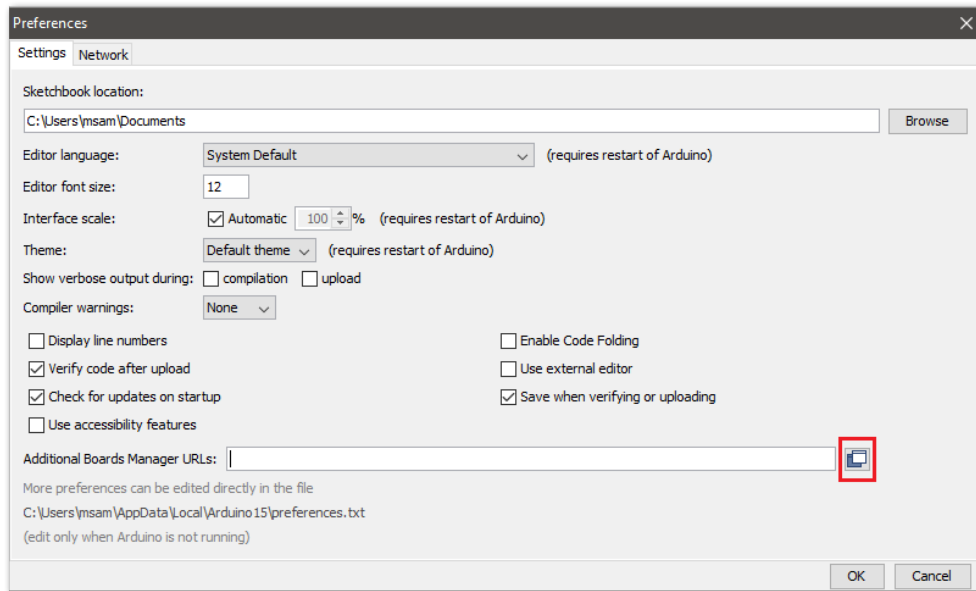 Preferences
Settings Network
Sketchbook location:
C:\Users\msam\Documents Browse
Editor language: System Default (requires restart of Arduino)
Editor font size: 12
Interface scale: Automatic 100 % (requires restart of Arduino)
Theme: Default theme (requires restart of Arduino)
Show verbose output during: compilation upload
Compiler warnings: None
Display line numbers Enable Code Folding
Verify code after upload Use external editor
Check for updates on startup Save when verifying or uploading
Use accessibility features
Additional Boards Manager URLs:
More preferences can be edited directly in the file
C:\Users\msam\AppData\Local\Arduino15\preferences.txt
(edit only when Arduino is not running)
OK Cancel